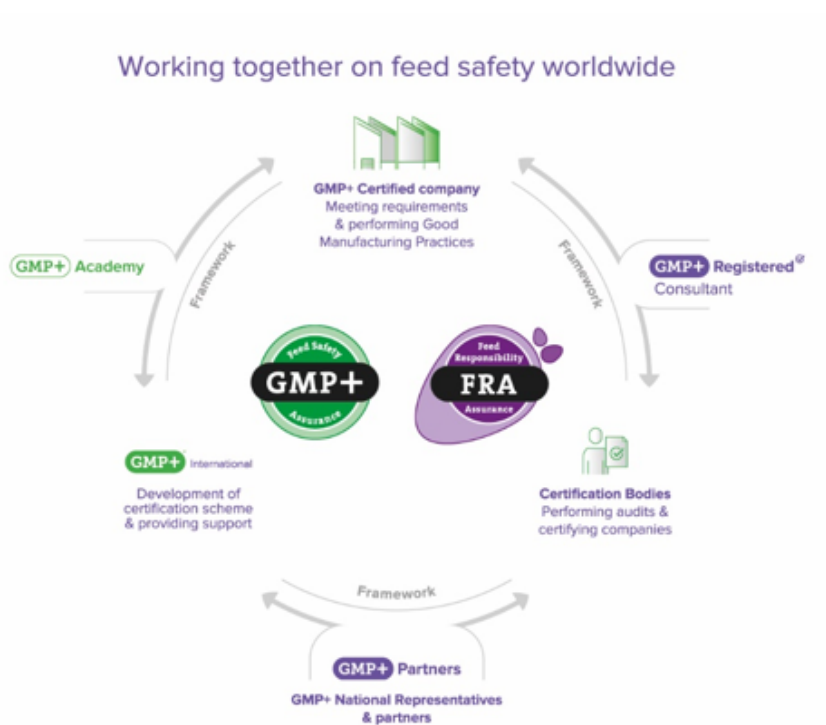 Working together on feed safety worldwide
GMP+ Certified company
Meeting requirements
& performing Good
Manufacturing Practices
GMP+ Academy
Framework
Framework
GMP+ Registered
Consultant
Feed Safety
GMP+
Assurance
Feed
Responsibility
FRA
Assurance
GMP+ International
Development of
certification scheme
& providing support
Certification Bodies
Performing audits &
certifying companies
Framework
GMP+ Partners
GMP+ National Representatives
& partners